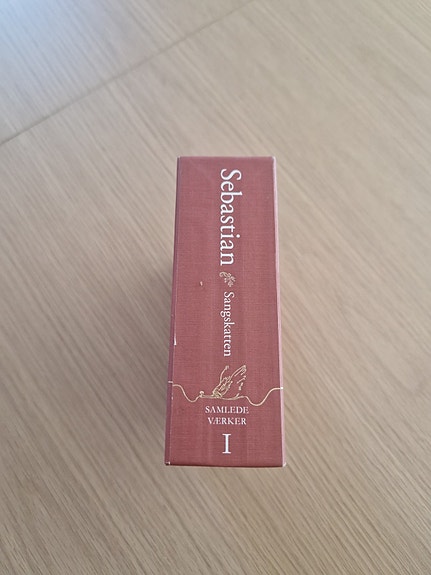 Sebastian Sangskatten
SAMLEDE
VÆRKER
I